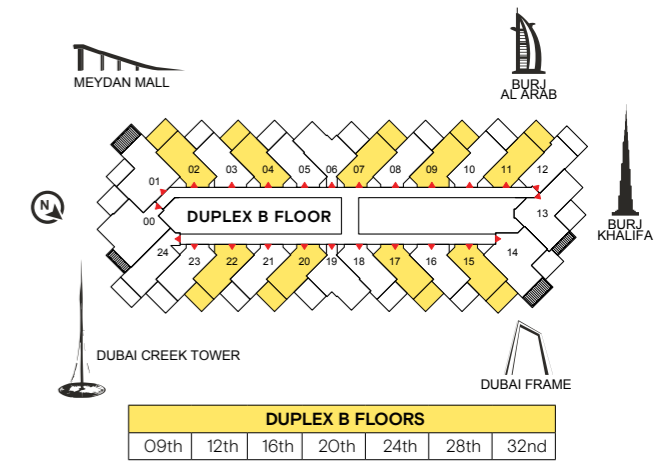 MEYDAN MALL
BURJ
AL ARAB
BURJ
KHALIFA
01
02
03
04
05
06
07
08
09
10
11
12
N
00
DUPLEX B FLOOR
13
24
23
22
21
20
19
18
17
16
15
14
DUBAI CREEK TOWER
DUBAI FRAME
DUPLEX B FLOORS
09th 12th 16th 20th 24th 28th 32nd